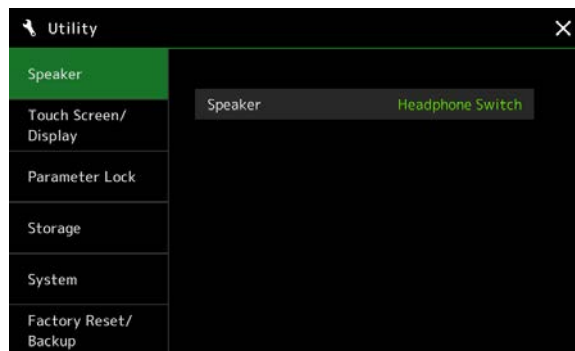 Utility
Speaker
Speaker Headphone Switch
Touch Screen/
Display
Parameter Lock
Storage
System
Factory Reset/
Backup